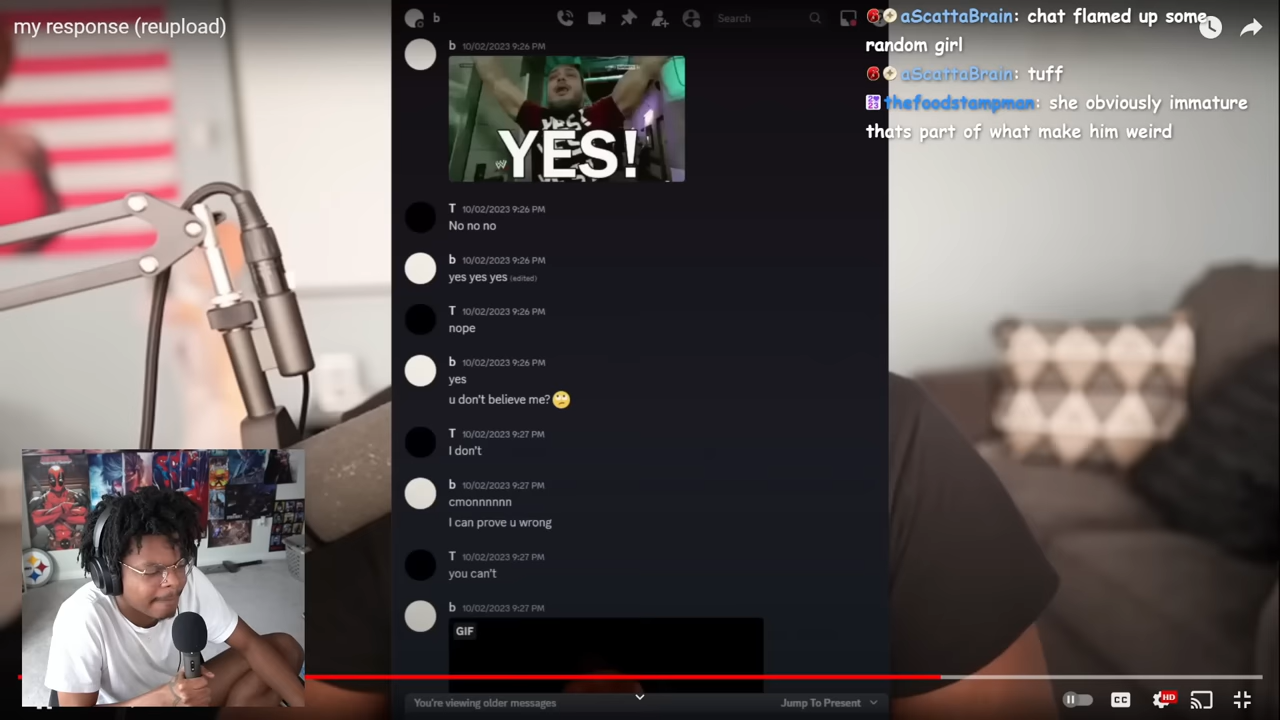 my response (reupload)
b
Search
aScattaBrain: chat flamed up some
random girl
aScattaBrain: tuff
thefoodstampman: she obviously immature
thats part of what make him weird
b 10/02/2023 9:26 PM
YES!
T 10/02/2023 9:26 PM
No no no
b 10/02/2023 9:26 PM
yes yes yes (edited)
T 10/02/2023 9:26 PM
nope
b 10/02/2023 9:26 PM
yes
u don't believe me?🙄
T 10/02/2023 9:27 PM
I don't
b 10/02/2023 9:27 PM
cmonnnnnn
I can prove u wrong
T 10/02/2023 9:27 PM
you can't
b 10/02/2023 9:27 PM
GIF
You're viewing older messages
Jump To Present
CC
HD